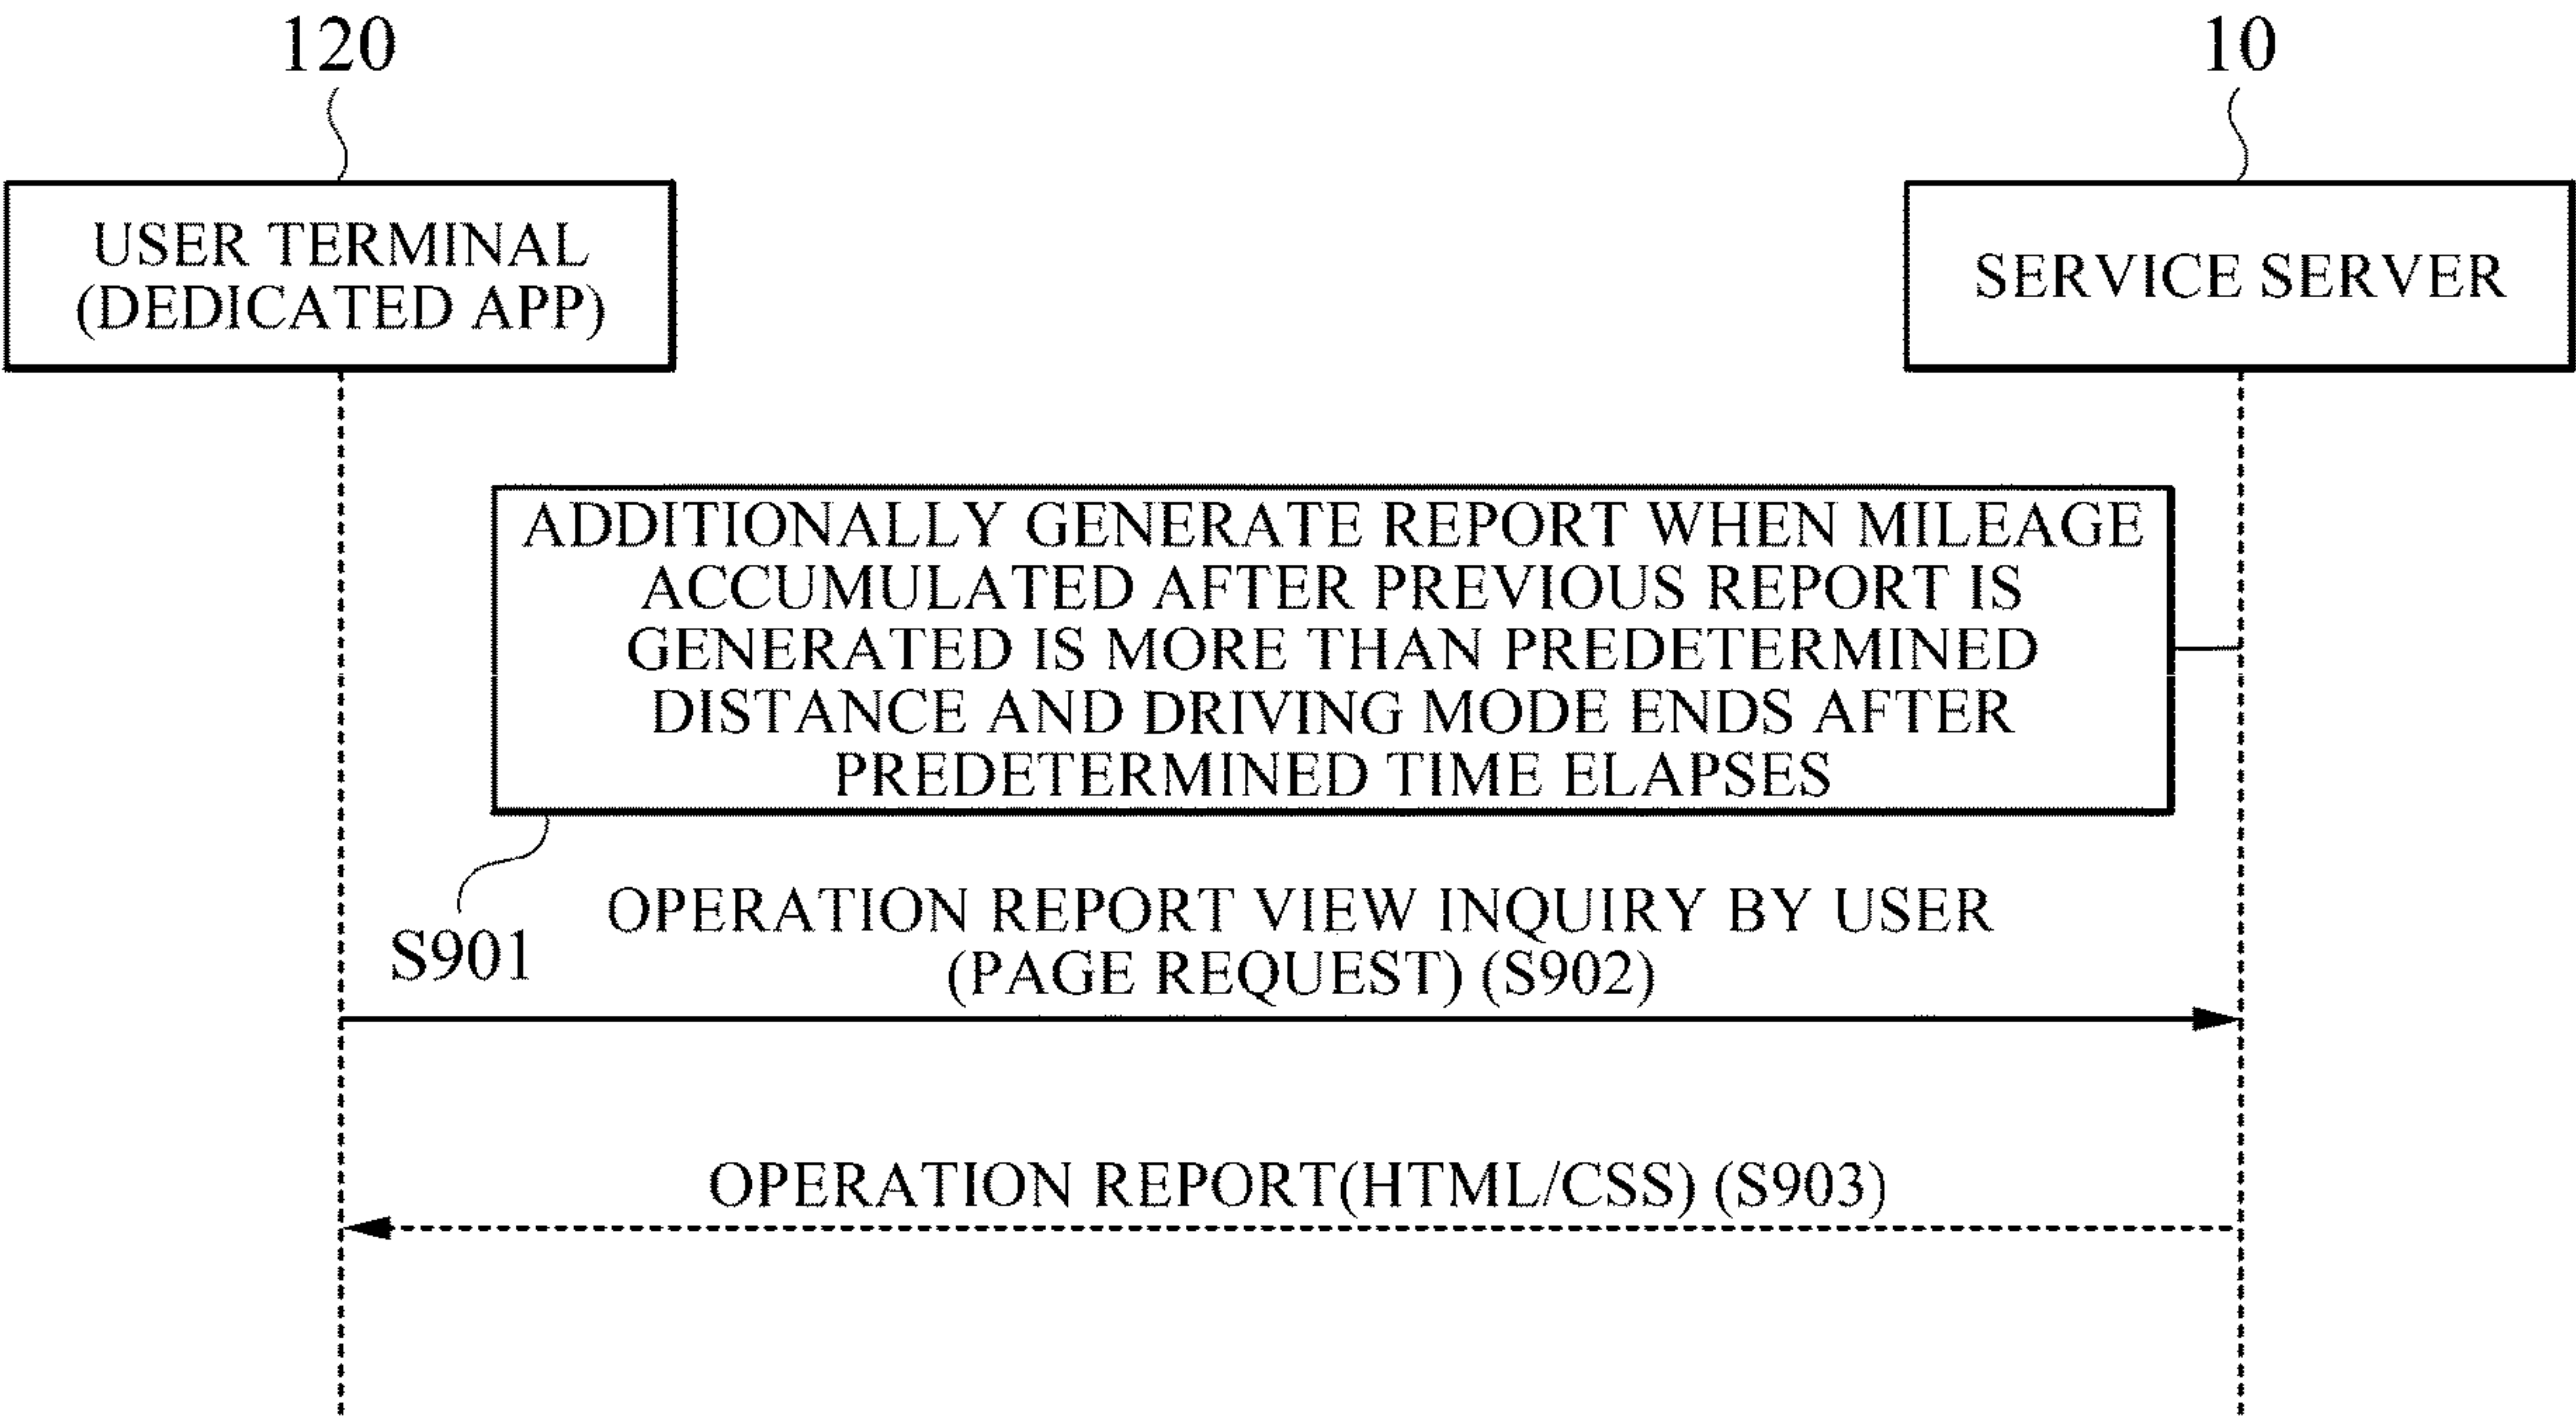 120
10
USER TERMINAL
(DEDICATED APP)
SERVICE SERVER
ADDITIONALLY GENERATE REPORT WHEN MILEAGE
ACCUMULATED AFTER PREVIOUS REPORT IS
GENERATED IS MORE THAN PREDETERMINED
DISTANCE AND DRIVING MODE ENDS AFTER
PREDETERMINED TIME ELAPSES
S901
OPERATION REPORT VIEW INQUIRY BY USER
(PAGE REQUEST) (S902)
OPERATION REPORT(HTML/CSS) (S903)